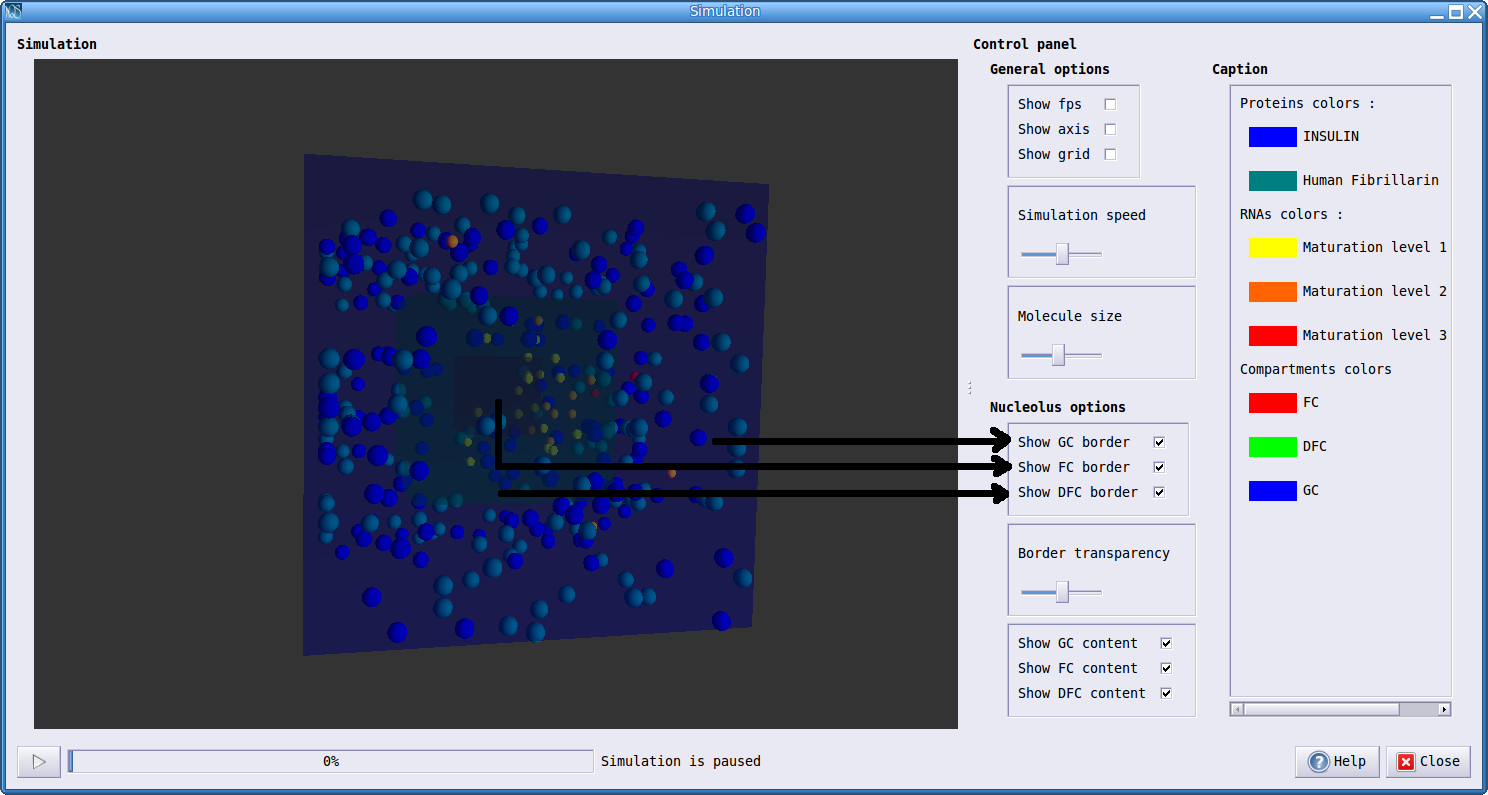 Simulation
Simulation
Control panel
General options
Show fps
Show axis
Show grid
Simulation speed
Molecule size
Nucleolus options
Show GC border
Show FC border
Show DFC border
Border transparency
Show GC content
Show FC content
Show DFC content
Caption
Proteins colors :
INSULIN
Human Fibrillarin
RNAs colors :
Maturation level 1
Maturation level 2
Maturation level 3
Compartments colors
FC
DFC
GC
0%
Simulation is paused
Help
Close